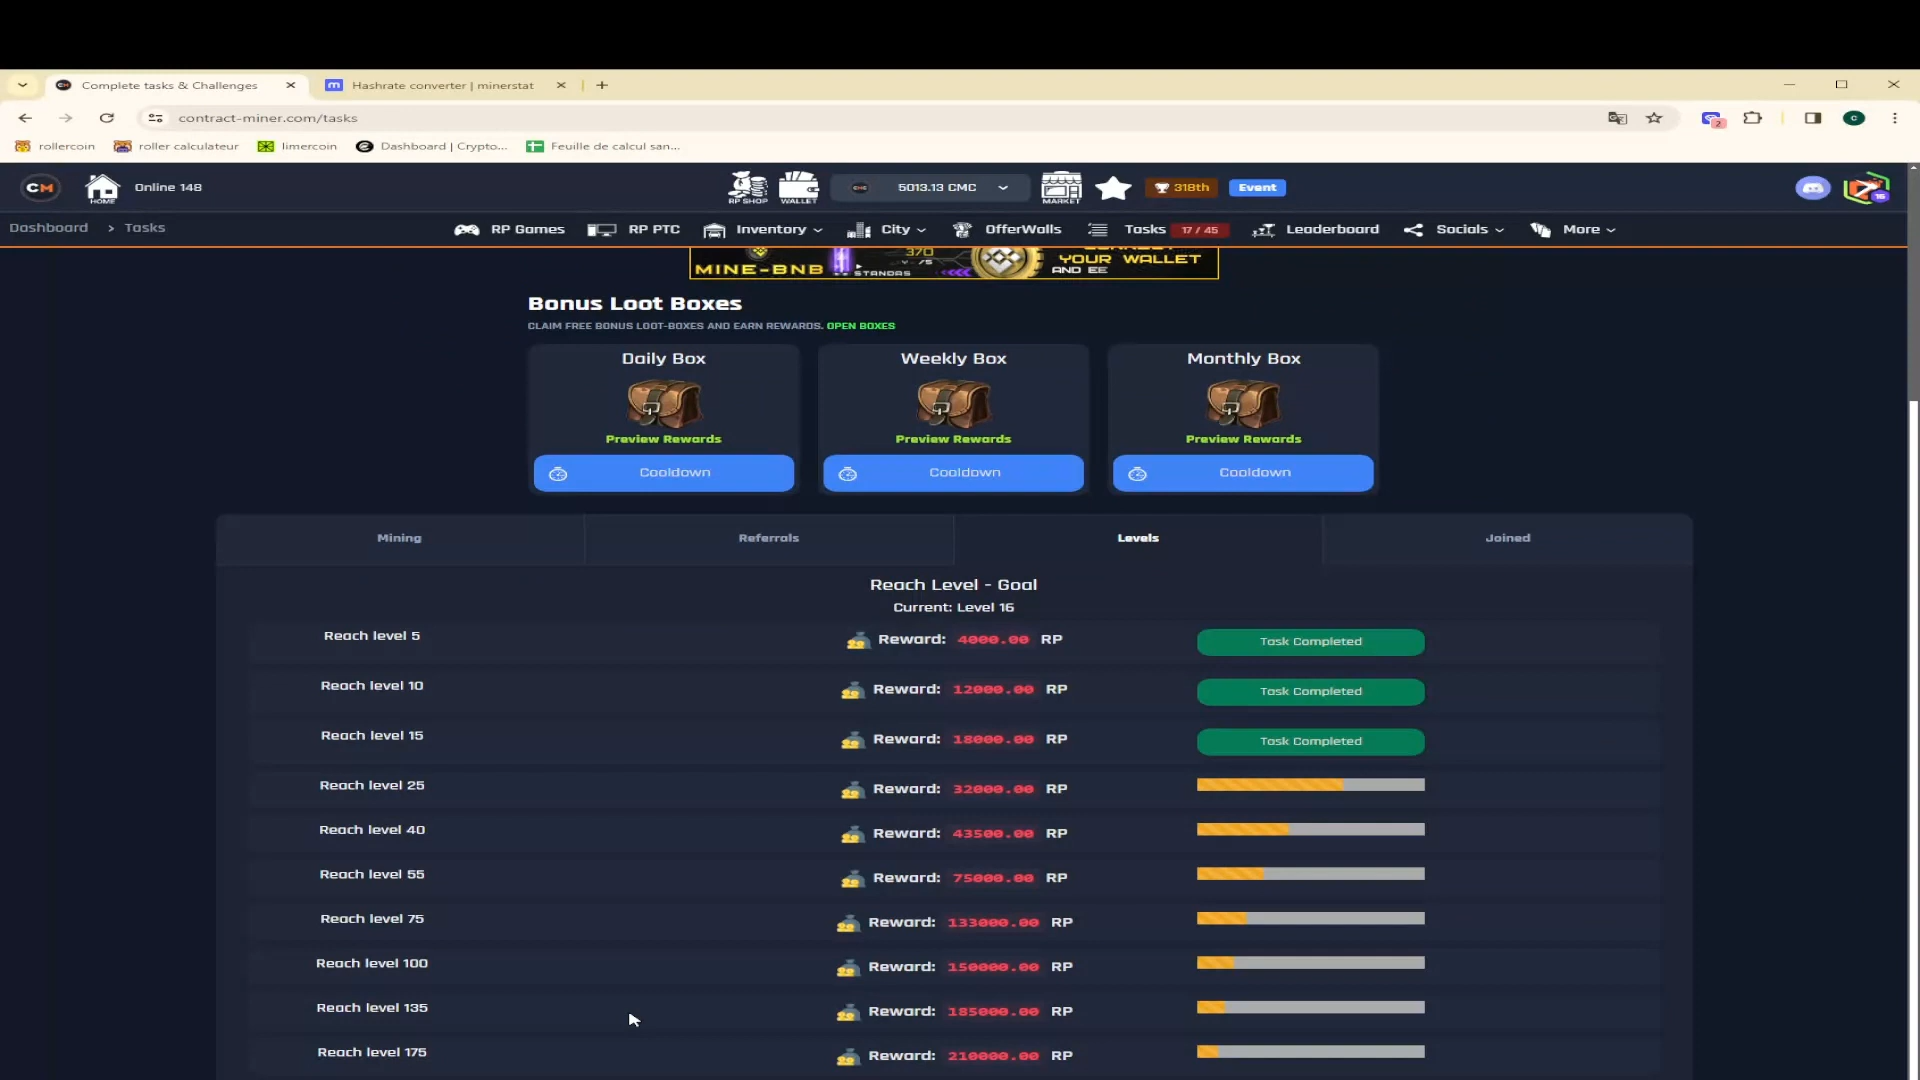 Complete tasks & Challenges
Hashrate converter | minerstat
contract-miner.com/tasks
2
C
rollercoin
roller calculateur
limercoin
Dashboard | Crypto...
Feuille de calcul san...
CM
HOME
Online 148
RP SHOP
WALLET
5013.13 CMC
MARKET
318th
Event
16
Dashboard > Tasks
RP Games
RP PTC
Inventory
City
OfferWalls
Tasks 17 / 45
Leaderboard
Socials
More
MINE-BNB
370
STANDAS
YOUR WALLET
AND EE
Bonus Loot Boxes
CLAIM FREE BONUS LOOT-BOXES AND EARN REWARDS. OPEN BOXES
Daily Box
Preview Rewards
Cooldown
Weekly Box
Preview Rewards
Cooldown
Monthly Box
Preview Rewards
Cooldown
Mining
Referrals
Levels
Joined
Reach Level - Goal
Current: Level 16
Reach level 5 Reward: 4000.00 RP Task Completed
Reach level 10 Reward: 12000.00 RP Task Completed
Reach level 15 Reward: 18000.00 RP Task Completed
Reach level 25 Reward: 32000.00 RP
Reach level 40 Reward: 43500.00 RP
Reach level 55 Reward: 75000.00 RP
Reach level 75 Reward: 133000.00 RP
Reach level 100 Reward: 150000.00 RP
Reach level 135 Reward: 185000.00 RP
Reach level 175 Reward: 210000.00 RP